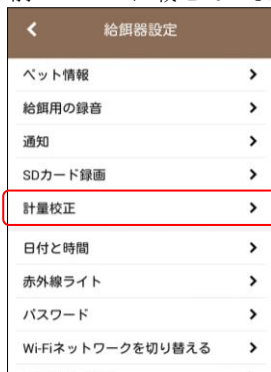 給餌器設定
ペット情報
給餌用の録音
通知
SDカード録画
計量校正
日付と時間
赤外線ライト
パスワード
Wi-Fiネットワークを切り替える